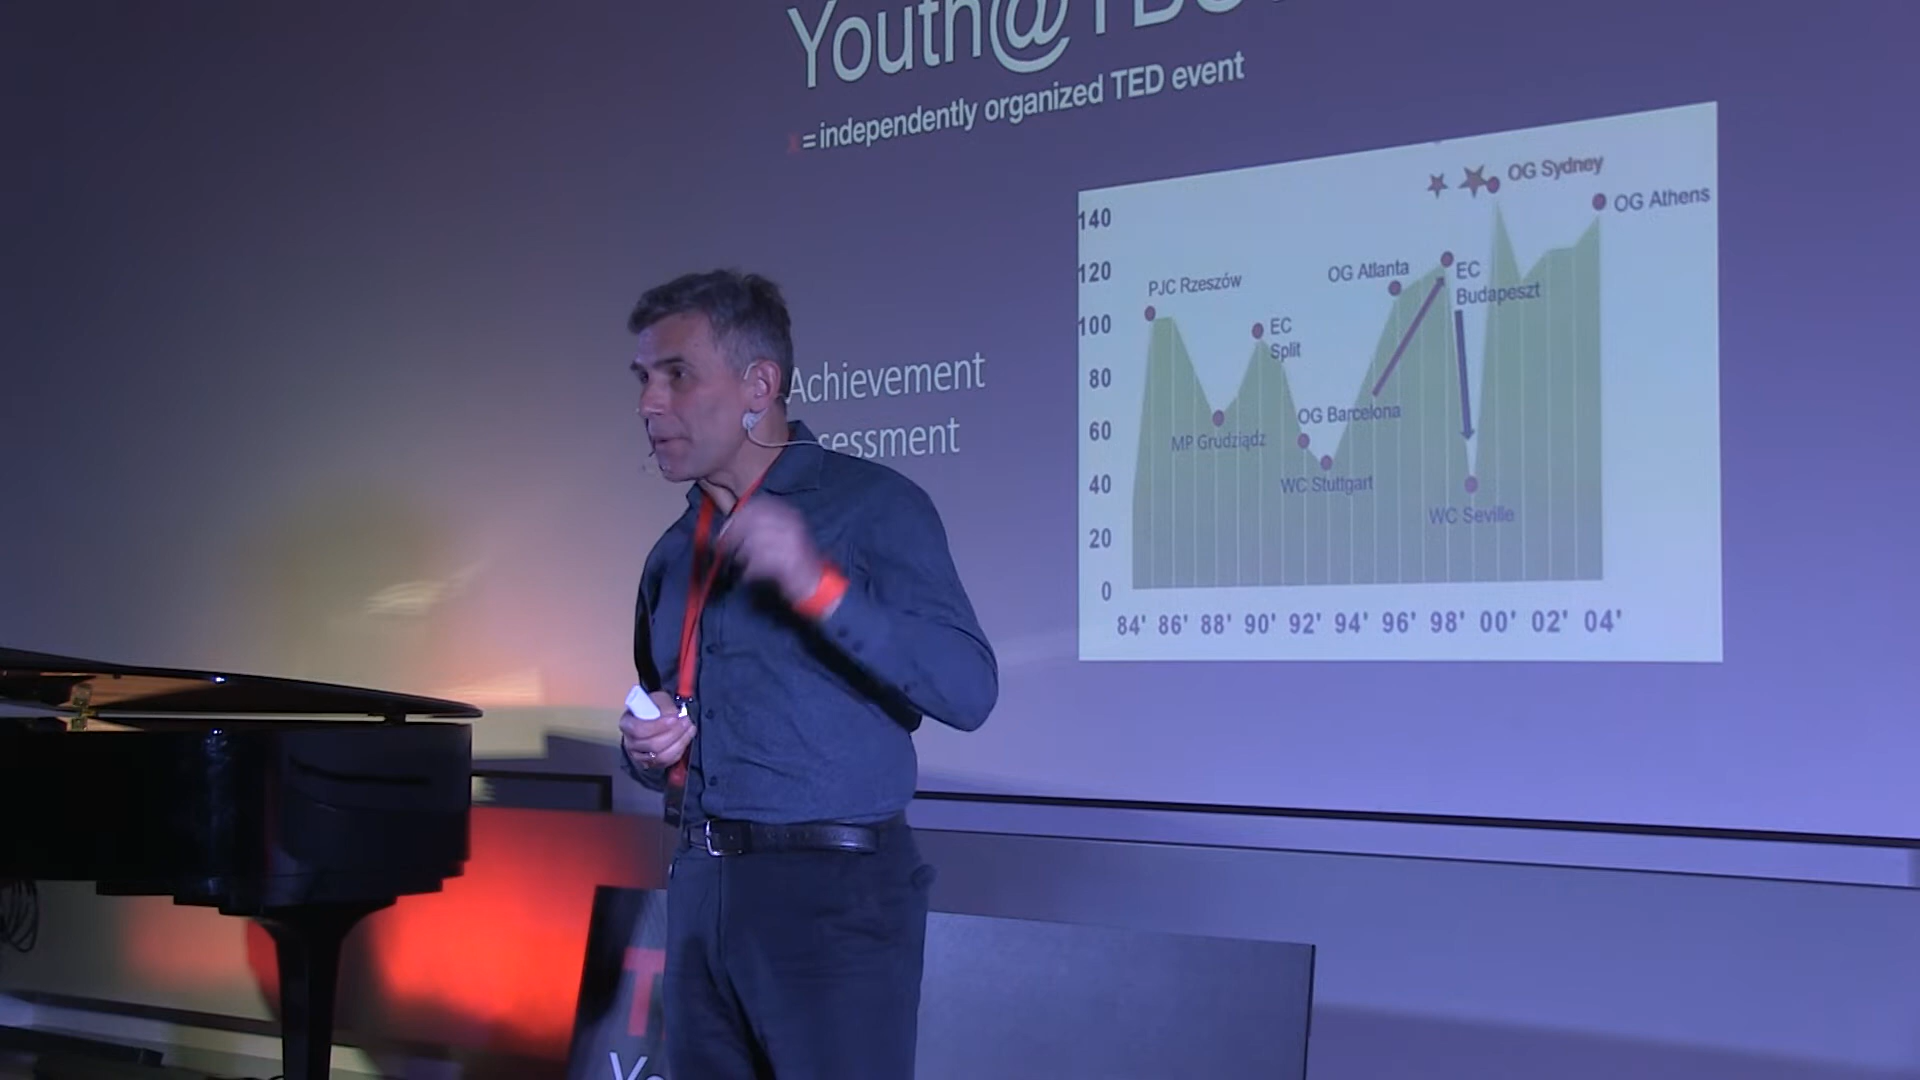 = independently organized TED event
Achievement
140
120
100
80
60
40
20
0
PJC Rzeszów
MP Grudziądz
EC
Split
OG Barcelona
WC Stuttgart
OG Atlanta
EC
Budapeszt
WC Seville
OG Sydney
OG Athens
84' 86' 88' 90' 92' 94' 96' 98' 00' 02' 04'